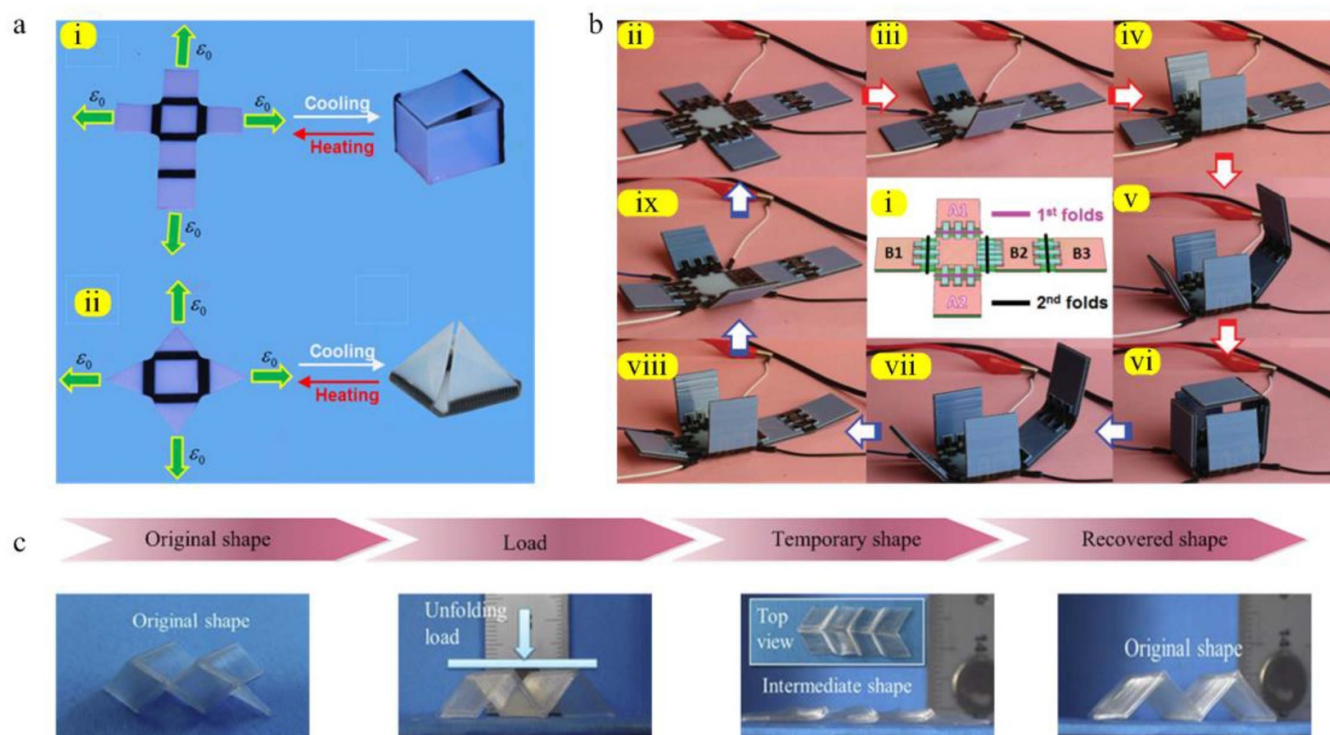 a
i
ε₀
ε₀
ε₀
ε₀
Cooling
Heating
ii
ε₀
ε₀
ε₀
ε₀
Cooling
Heating
b
ii
iii
iv
ix
i
A1
1st folds
B1
B2
B3
A2
2nd folds
v
viii
vii
vi
c
Original shape
Load
Temporary shape
Recovered shape
Original shape
Unfolding
load
Top
view
Intermediate shape
Original shape